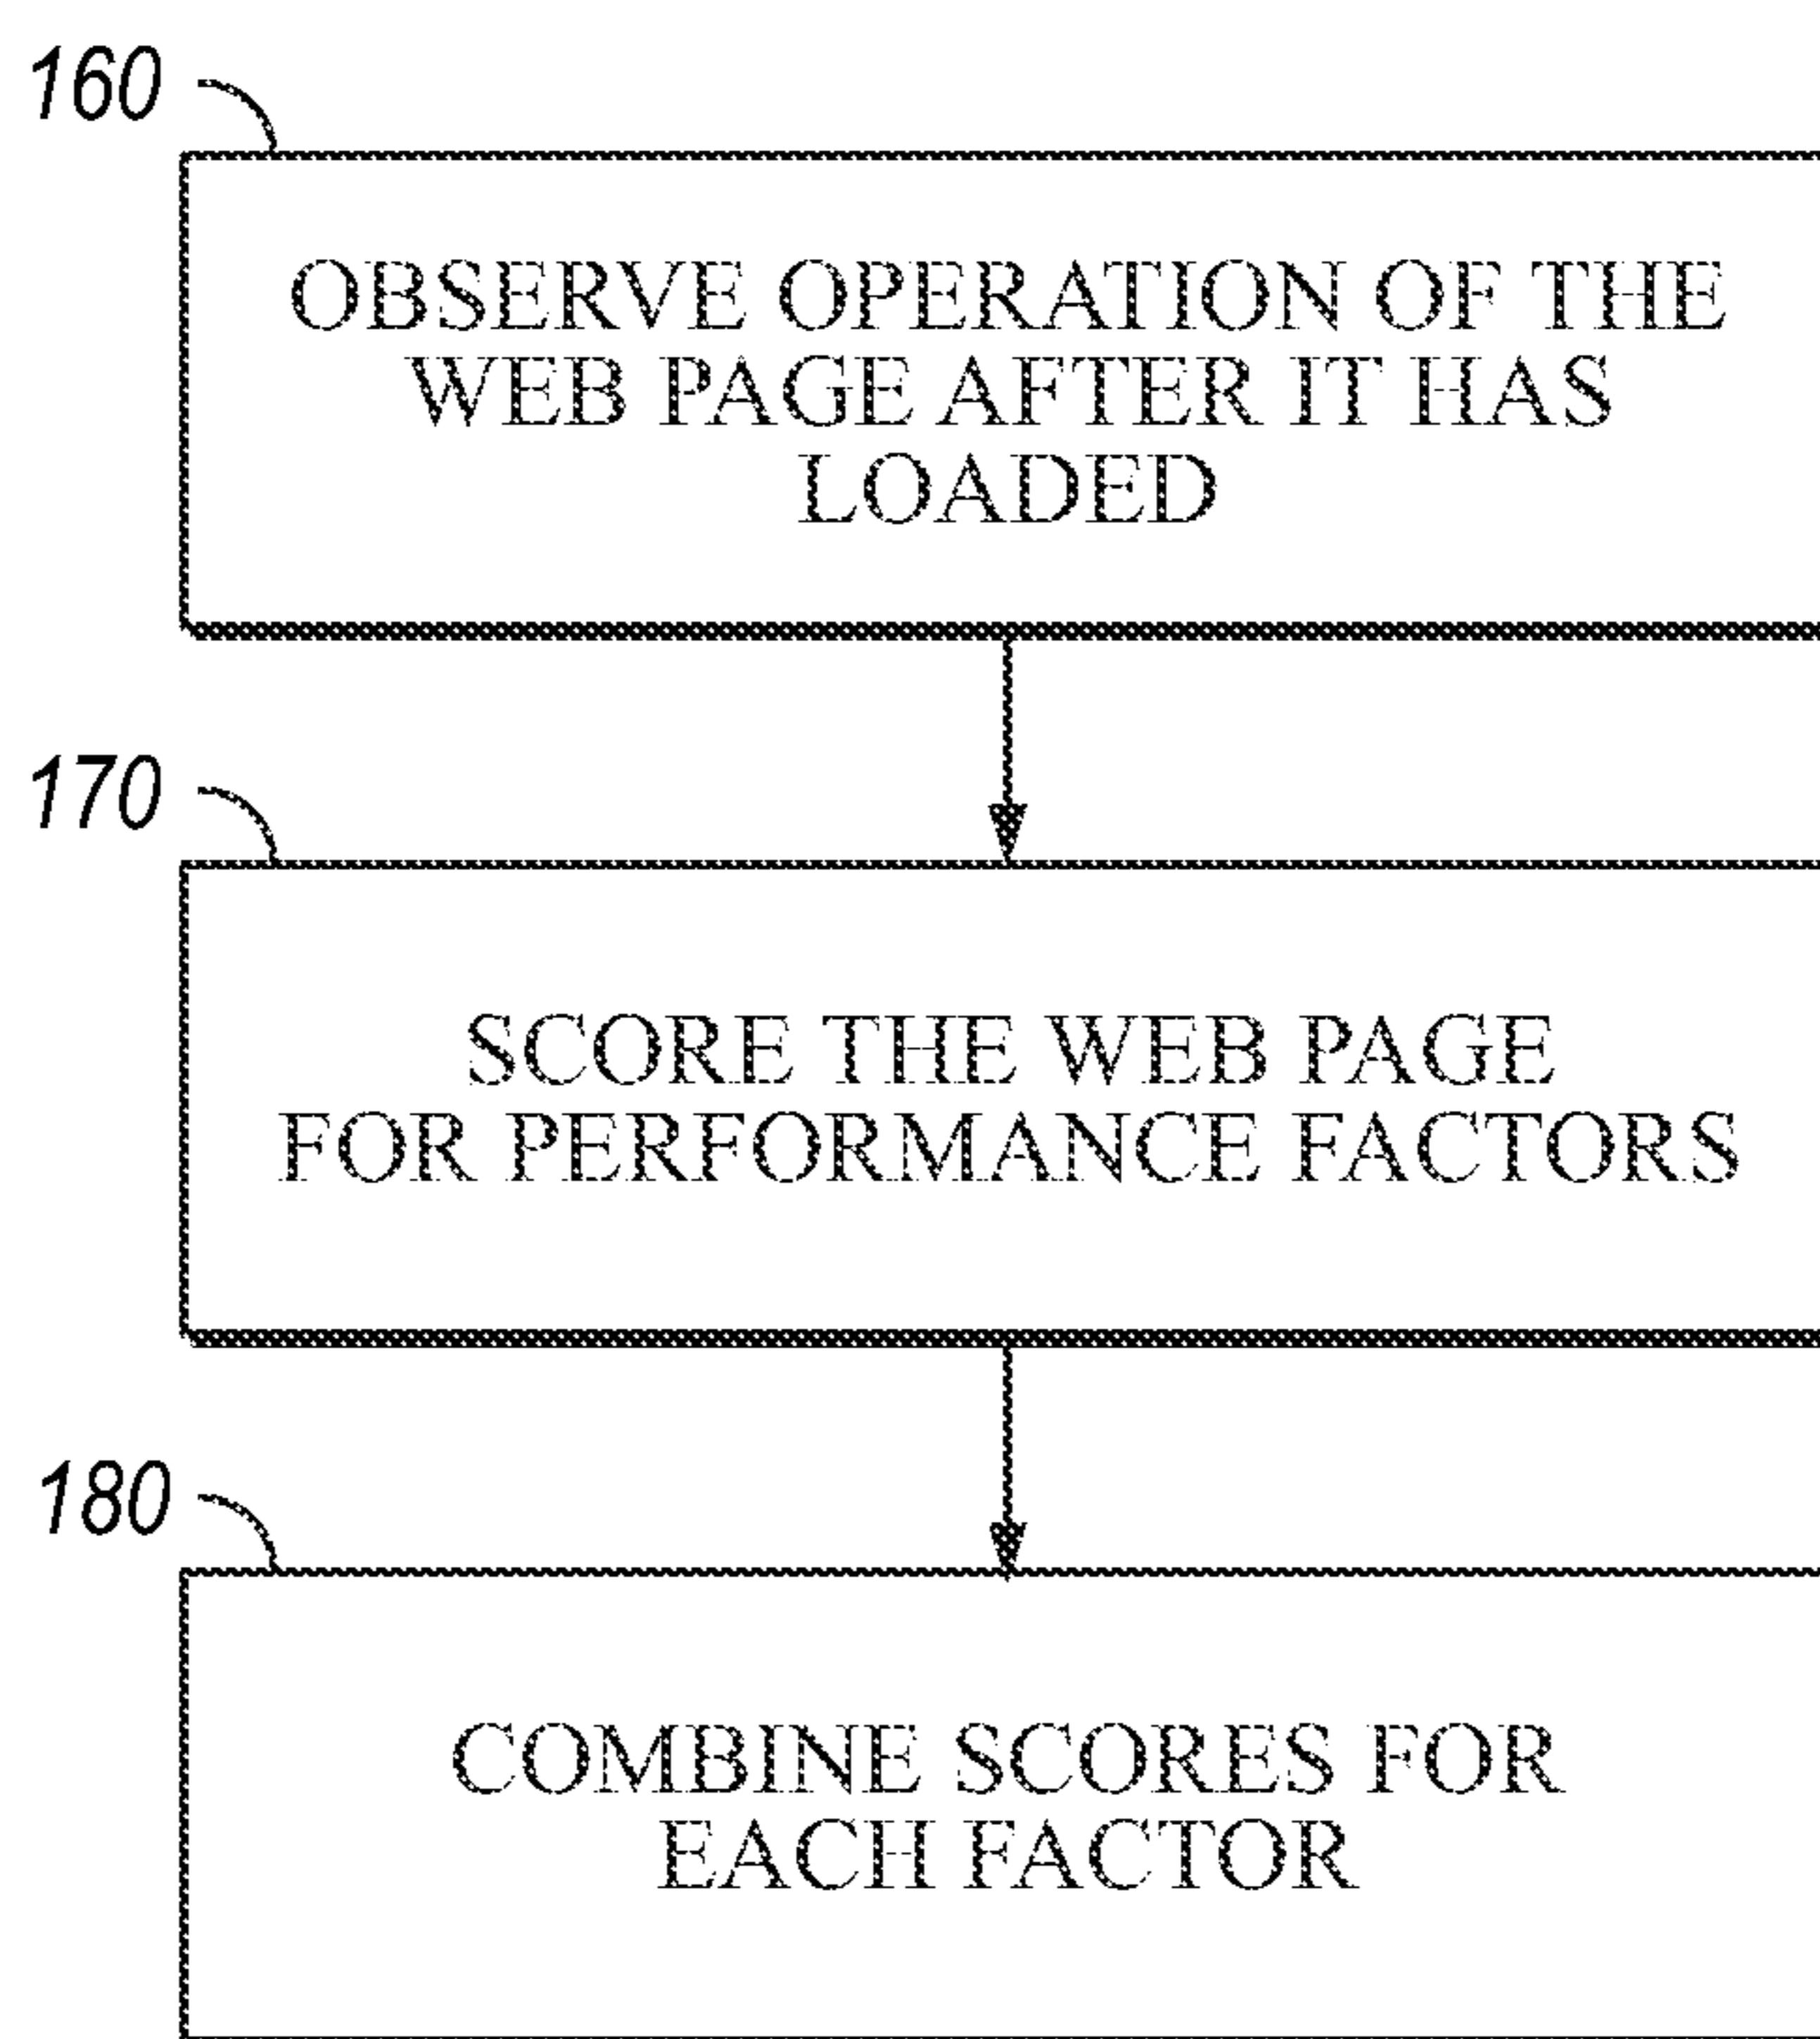 160
OBSERVE OPERATION OF THE
WEB PAGE AFTER IT HAS
LOADED
170
SCORE THE WEB PAGE
FOR PERFORMANCE FACTORS
180
COMBINE SCORES FOR
EACH FACTOR